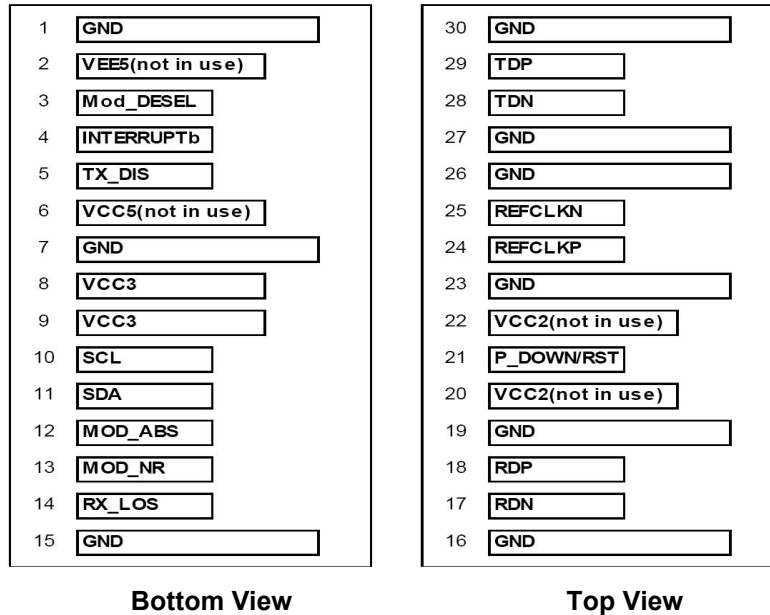 1 GND
2 VEE5(not in use)
3 Mod_DESEL
4 INTERRUPTb
5 TX_DIS
6 VCC5(not in use)
7 GND
8 VCC3
9 VCC3
10 SCL
11 SDA
12 MOD_ABS
13 MOD_NR
14 RX_LOS
15 GND
Bottom View
30 GND
29 TDP
28 TDN
27 GND
26 GND
25 REFCLKN
24 REFCLKP
23 GND
22 VCC2(not in use)
21 P_DOWN/RST
20 VCC2(not in use)
19 GND
18 RDP
17 RDN
16 GND
Top View